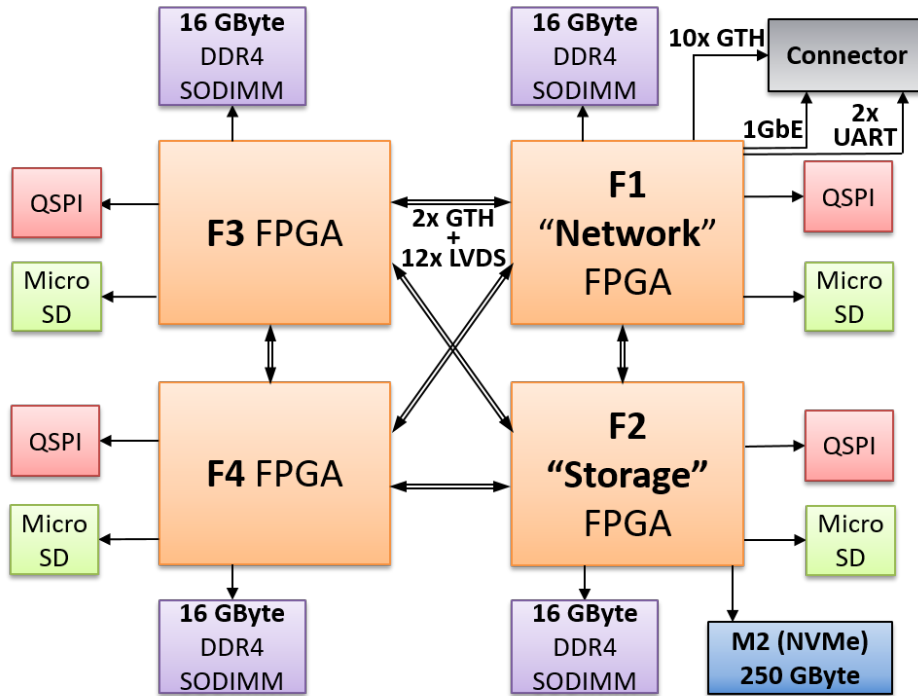 16 GByte
DDR4
SODIMM
16 GByte
DDR4
SODIMM
10x GTH
Connector
1GbE
2x
UART
QSPI
F3 FPGA
2x GTH
+
12x LVDS
F1
“Network”
FPGA
QSPI
Micro
SD
Micro
SD
QSPI
F4 FPGA
F2
“Storage”
FPGA
QSPI
Micro
SD
Micro
SD
16 GByte
DDR4
SODIMM
16 GByte
DDR4
SODIMM
M2 (NVMe)
250 GByte